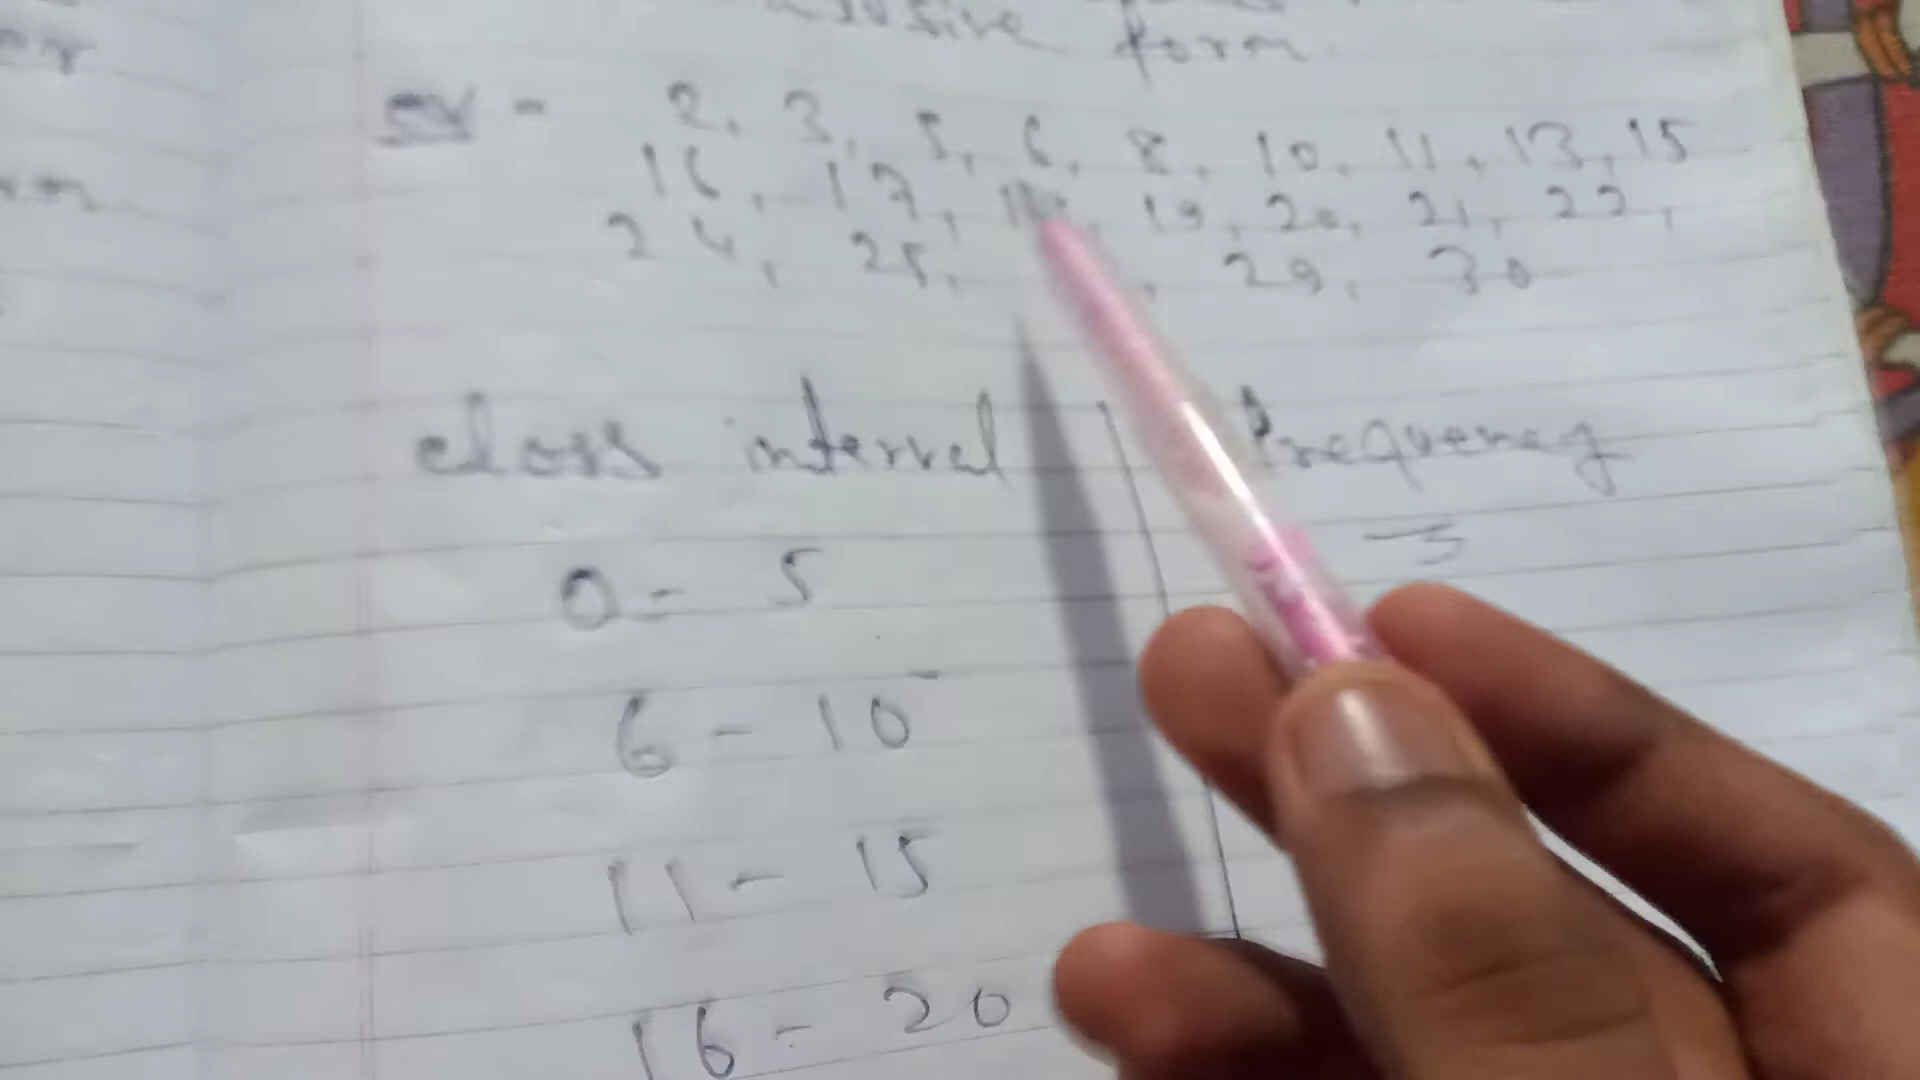 form.
ex - 2, 3, 5, 6, 8, 10, 11, 13, 15
16, 17, 19, 20, 21, 22,
24, 25, , 29, 30
class interval | frequency
0 - 5 3
6 - 10
11 - 15
16 - 20